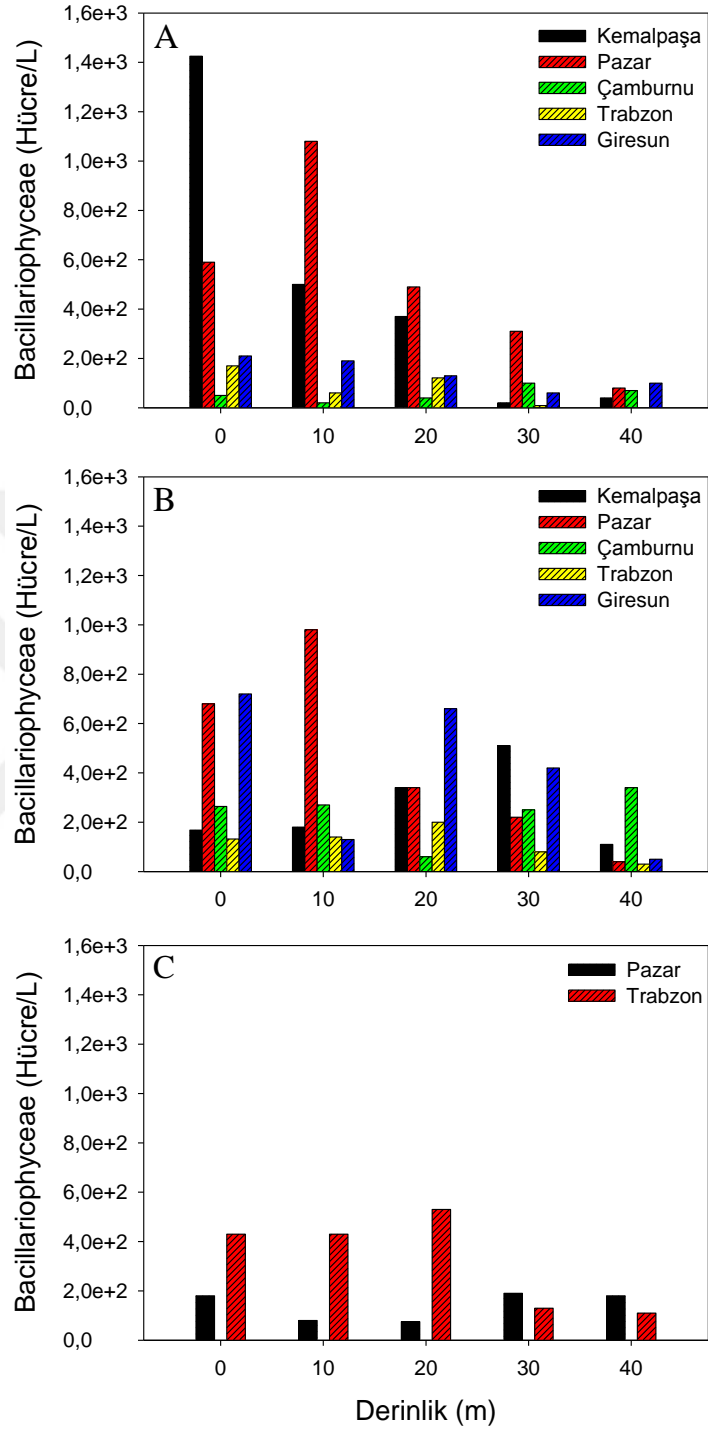 Bacillariophyceae (Hücre/L)
A
1,6e+3
1,4e+3
1,2e+3
1,0e+3
8,0e+2
6,0e+2
4,0e+2
2,0e+2
0,0
Kemalpaşa
Pazar
Çamburnu
Trabzon
Giresun
0 10 20 30 40
Bacillariophyceae (Hücre/L)
B
1,6e+3
1,4e+3
1,2e+3
1,0e+3
8,0e+2
6,0e+2
4,0e+2
2,0e+2
0,0
Kemalpaşa
Pazar
Çamburnu
Trabzon
Giresun
0 10 20 30 40
Bacillariophyceae (Hücre/L)
C
1,6e+3
1,4e+3
1,2e+3
1,0e+3
8,0e+2
6,0e+2
4,0e+2
2,0e+2
0,0
Pazar
Trabzon
0 10 20 30 40
Derinlik (m)